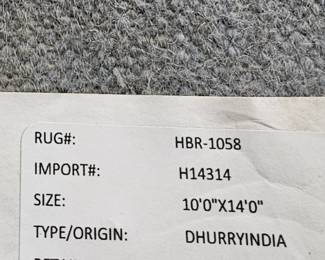 RUG#: HBR-1058
IMPORT#: H14314
SIZE: 10'0"X14'0"
TYPE/ORIGIN: DHURRYINDIA